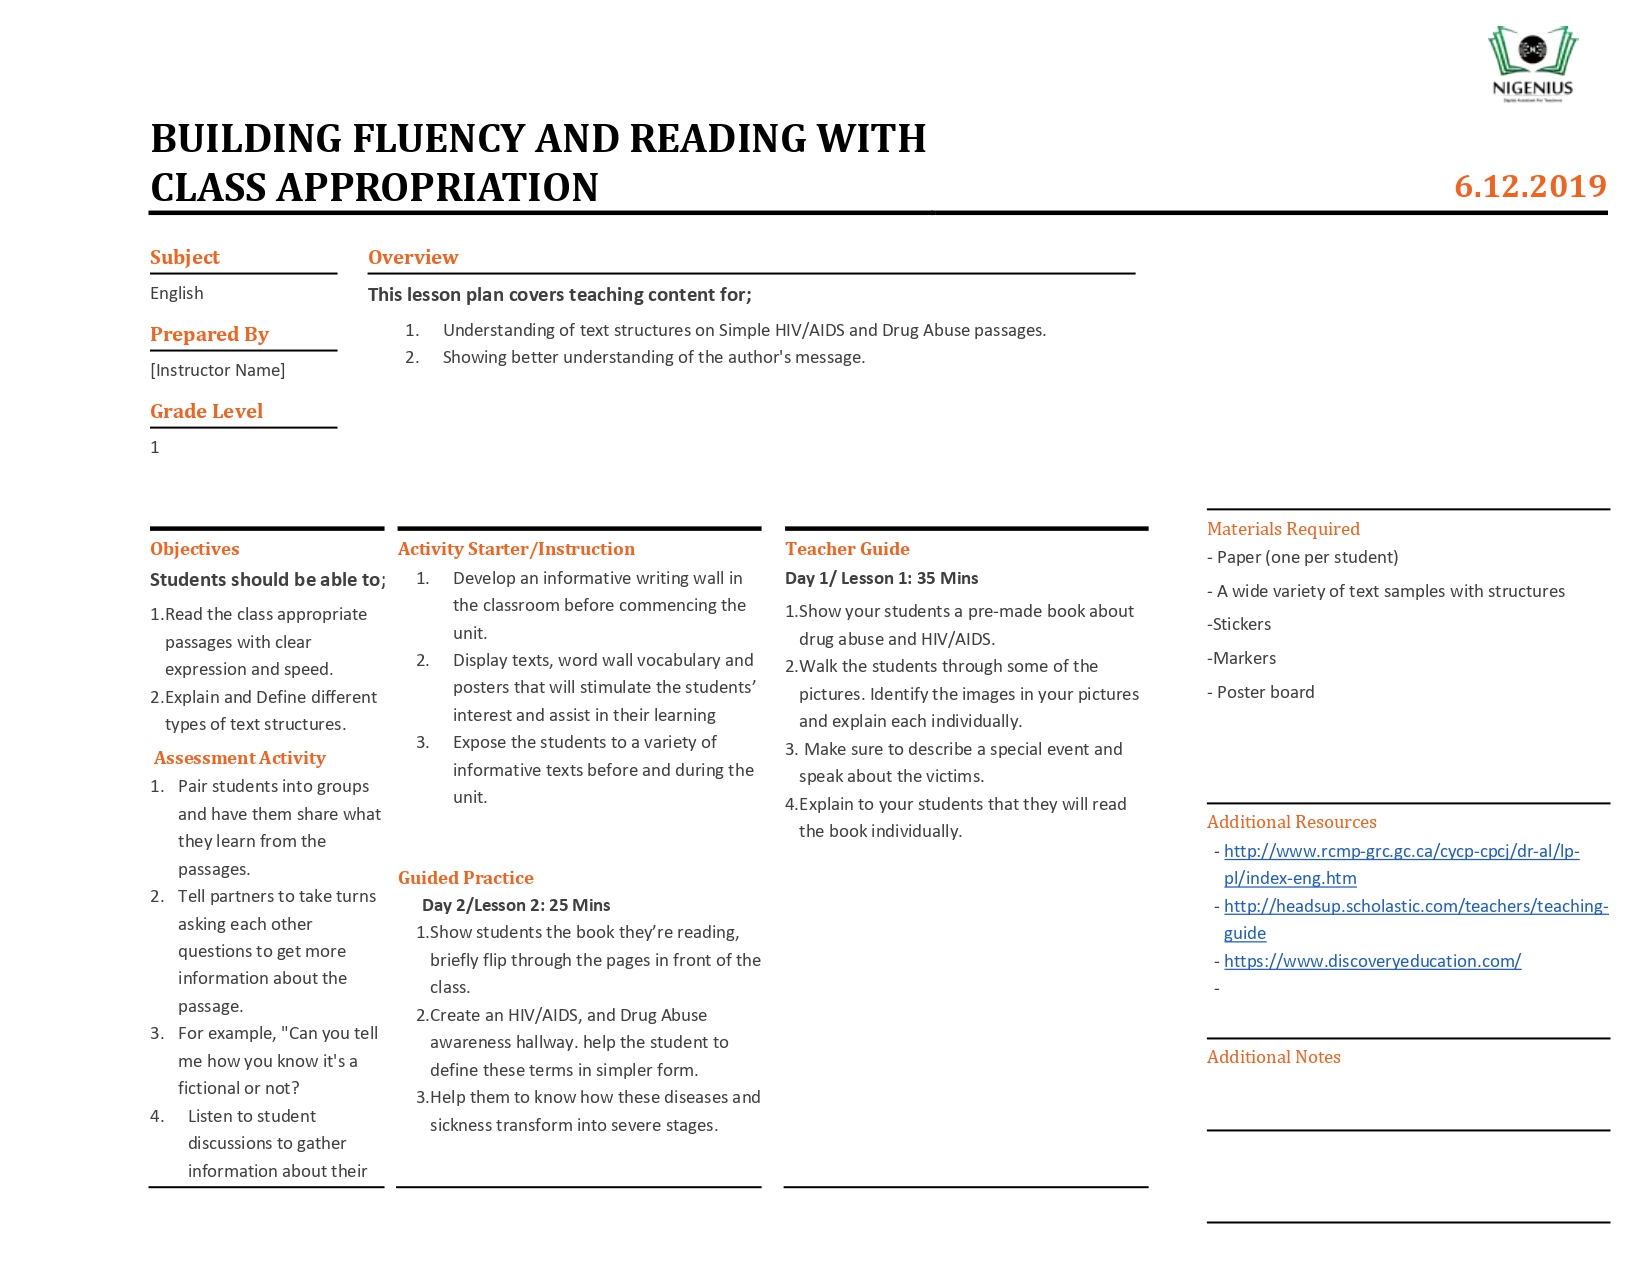 NIGENIUS
Digital Assistant For Teachers
BUILDING FLUENCY AND READING WITH
CLASS APPROPRIATION
6.12.2019
Subject
English
Prepared By
[Instructor Name]
Grade Level
1
Overview
This lesson plan covers teaching content for;
1. Understanding of text structures on Simple HIV/AIDS and Drug Abuse passages.
2. Showing better understanding of the author's message.
Objectives
Students should be able to;
1.Read the class appropriate
passages with clear
expression and speed.
2.Explain and Define different
types of text structures.
Assessment Activity
1. Pair students into groups
and have them share what
they learn from the
passages.
2. Tell partners to take turns
asking each other
questions to get more
information about the
passage.
3. For example, "Can you tell
me how you know it's a
fictional or not?
4. Listen to student
discussions to gather
information about their
Activity Starter/Instruction
1. Develop an informative writing wall in
the classroom before commencing the
unit.
2. Display texts, word wall vocabulary and
posters that will stimulate the students’
interest and assist in their learning
3. Expose the students to a variety of
informative texts before and during the
unit.
Guided Practice
Day 2/Lesson 2: 25 Mins
1.Show students the book they’re reading,
briefly flip through the pages in front of the
class.
2.Create an HIV/AIDS, and Drug Abuse
awareness hallway. help the student to
define these terms in simpler form.
3.Help them to know how these diseases and
sickness transform into severe stages.
Teacher Guide
Day 1/ Lesson 1: 35 Mins
1.Show your students a pre-made book about
drug abuse and HIV/AIDS.
2.Walk the students through some of the
pictures. Identify the images in your pictures
and explain each individually.
3. Make sure to describe a special event and
speak about the victims.
4.Explain to your students that they will read
the book individually.
Materials Required
- Paper (one per student)
- A wide variety of text samples with structures
-Stickers
-Markers
- Poster board
Additional Resources
- http://www.rcmp-grc.gc.ca/cycp-cpcj/dr-al/lp-
pl/index-eng.htm
- http://headsup.scholastic.com/teachers/teaching-
guide
- https://www.discoveryeducation.com/
-
Additional Notes